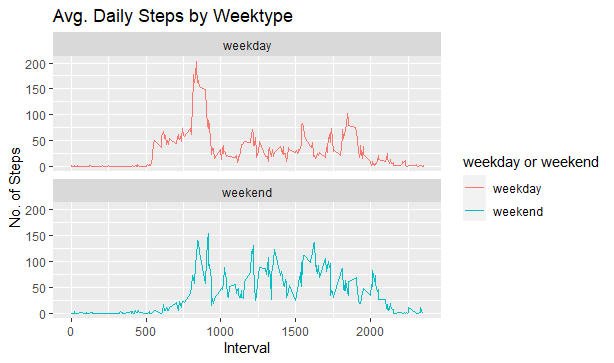 Avg. Daily Steps by Weektype
weekday
200
150
100
50
0
weekend
200
150
100
50
0
No. of Steps
0 500 1000 1500 2000
Interval
weekday or weekend
weekday
weekend